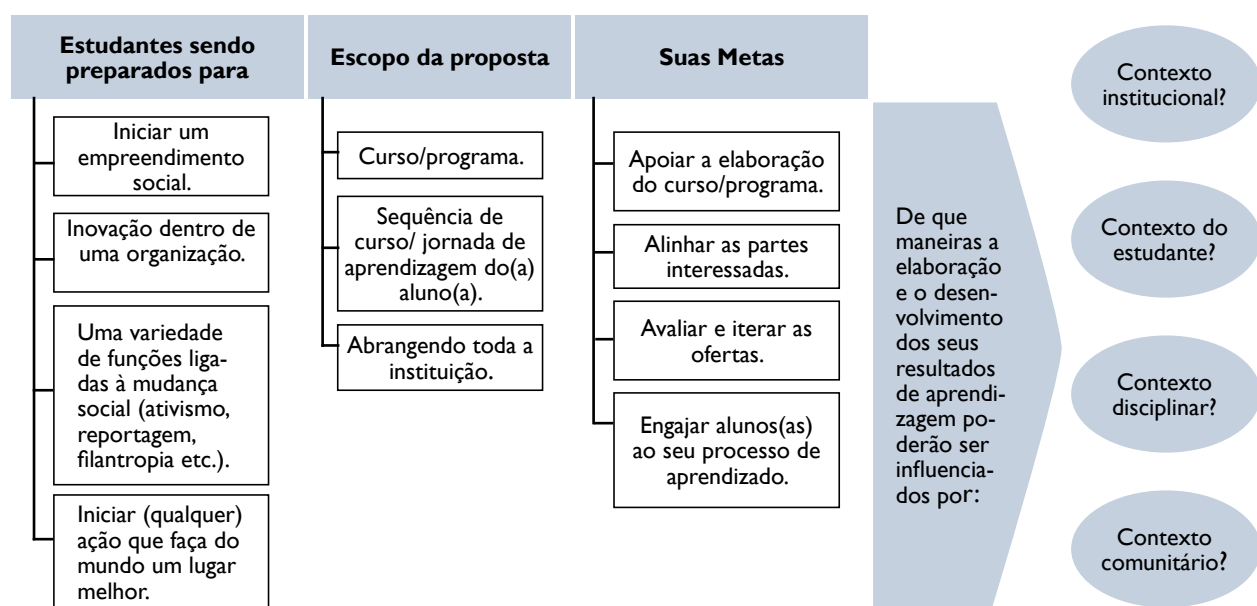 Estudantes sendo
preparados para
Iniciar um
empreendimento
social.
Inovação dentro de
uma organização.
Uma variedade
de funções liga-
das à mudança
social (ativismo,
reportagem,
filantropia etc.).
Iniciar (qualquer)
ação que faça do
mundo um lugar
melhor.
Escopo da proposta
Curso/programa.
Sequência de
curso/ jornada de
aprendizagem do(a)
aluno(a).
Abrangendo toda a
instituição.
Suas Metas
Apoiar a elaboração
do curso/programa.
Alinhar as partes
interessadas.
Avaliar e iterar as
ofertas.
Engajar alunos(as)
ao seu processo de
aprendizado.
De que
maneiras a
elaboração
e o desen-
volvimento
dos seus
resultados
de aprendi-
zagem po-
derão ser
influencia-
dos por:
Contexto
institucional?
Contexto do
estudante?
Contexto
disciplinar?
Contexto
comunitário?